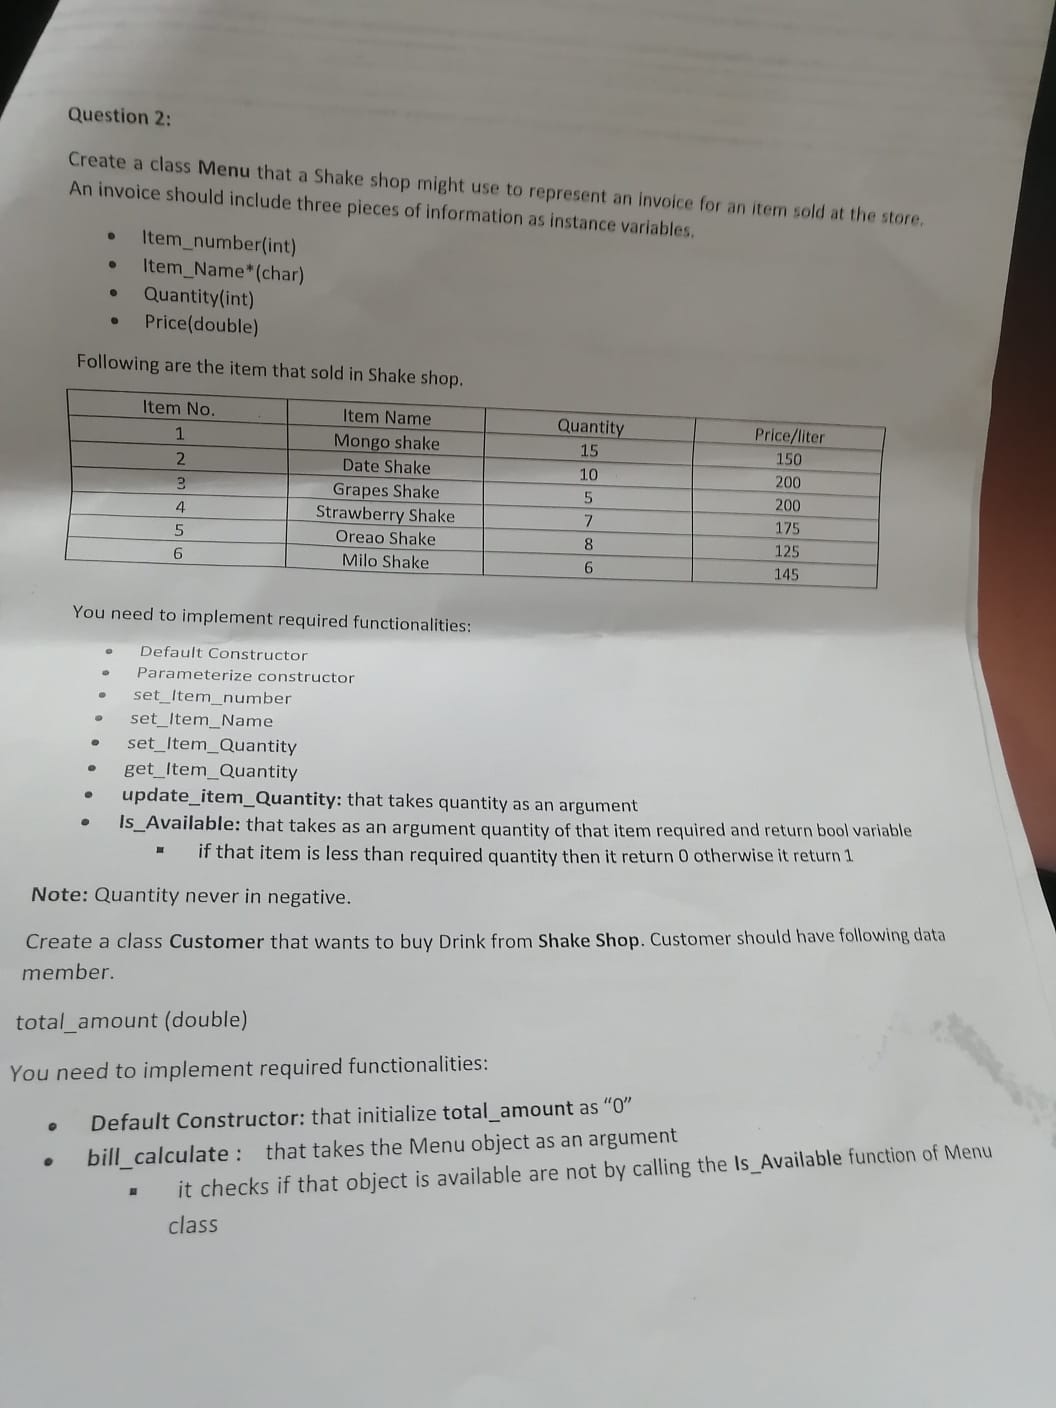 Question 2:
Create a class Menu that a Shake shop might use to represent an invoice for an item sold at the store.
An invoice should include three pieces of information as instance variables.
• Item_number(int)
• Item_Name*(char)
• Quantity(int)
• Price(double)
Following are the item that sold in Shake shop.
Item No. Item Name Quantity Price/liter
1 Mongo shake 15 150
2 Date Shake 10 200
3 Grapes Shake 5 200
4 Strawberry Shake 7 175
5 Oreao Shake 8 125
6 Milo Shake 6 145
You need to implement required functionalities:
• Default Constructor
• Parameterize constructor
• set_Item_number
• set_Item_Name
• set_Item_Quantity
• get_Item_Quantity
• update_item_Quantity: that takes quantity as an argument
• Is_Available: that takes as an argument quantity of that item required and return bool variable
▪ if that item is less than required quantity then it return 0 otherwise it return 1
Note: Quantity never in negative.
Create a class Customer that wants to buy Drink from Shake Shop. Customer should have following data
member.
total_amount (double)
You need to implement required functionalities:
• Default Constructor: that initialize total_amount as “0”
• bill_calculate : that takes the Menu object as an argument
▪ it checks if that object is available are not by calling the Is_Available function of Menu
class